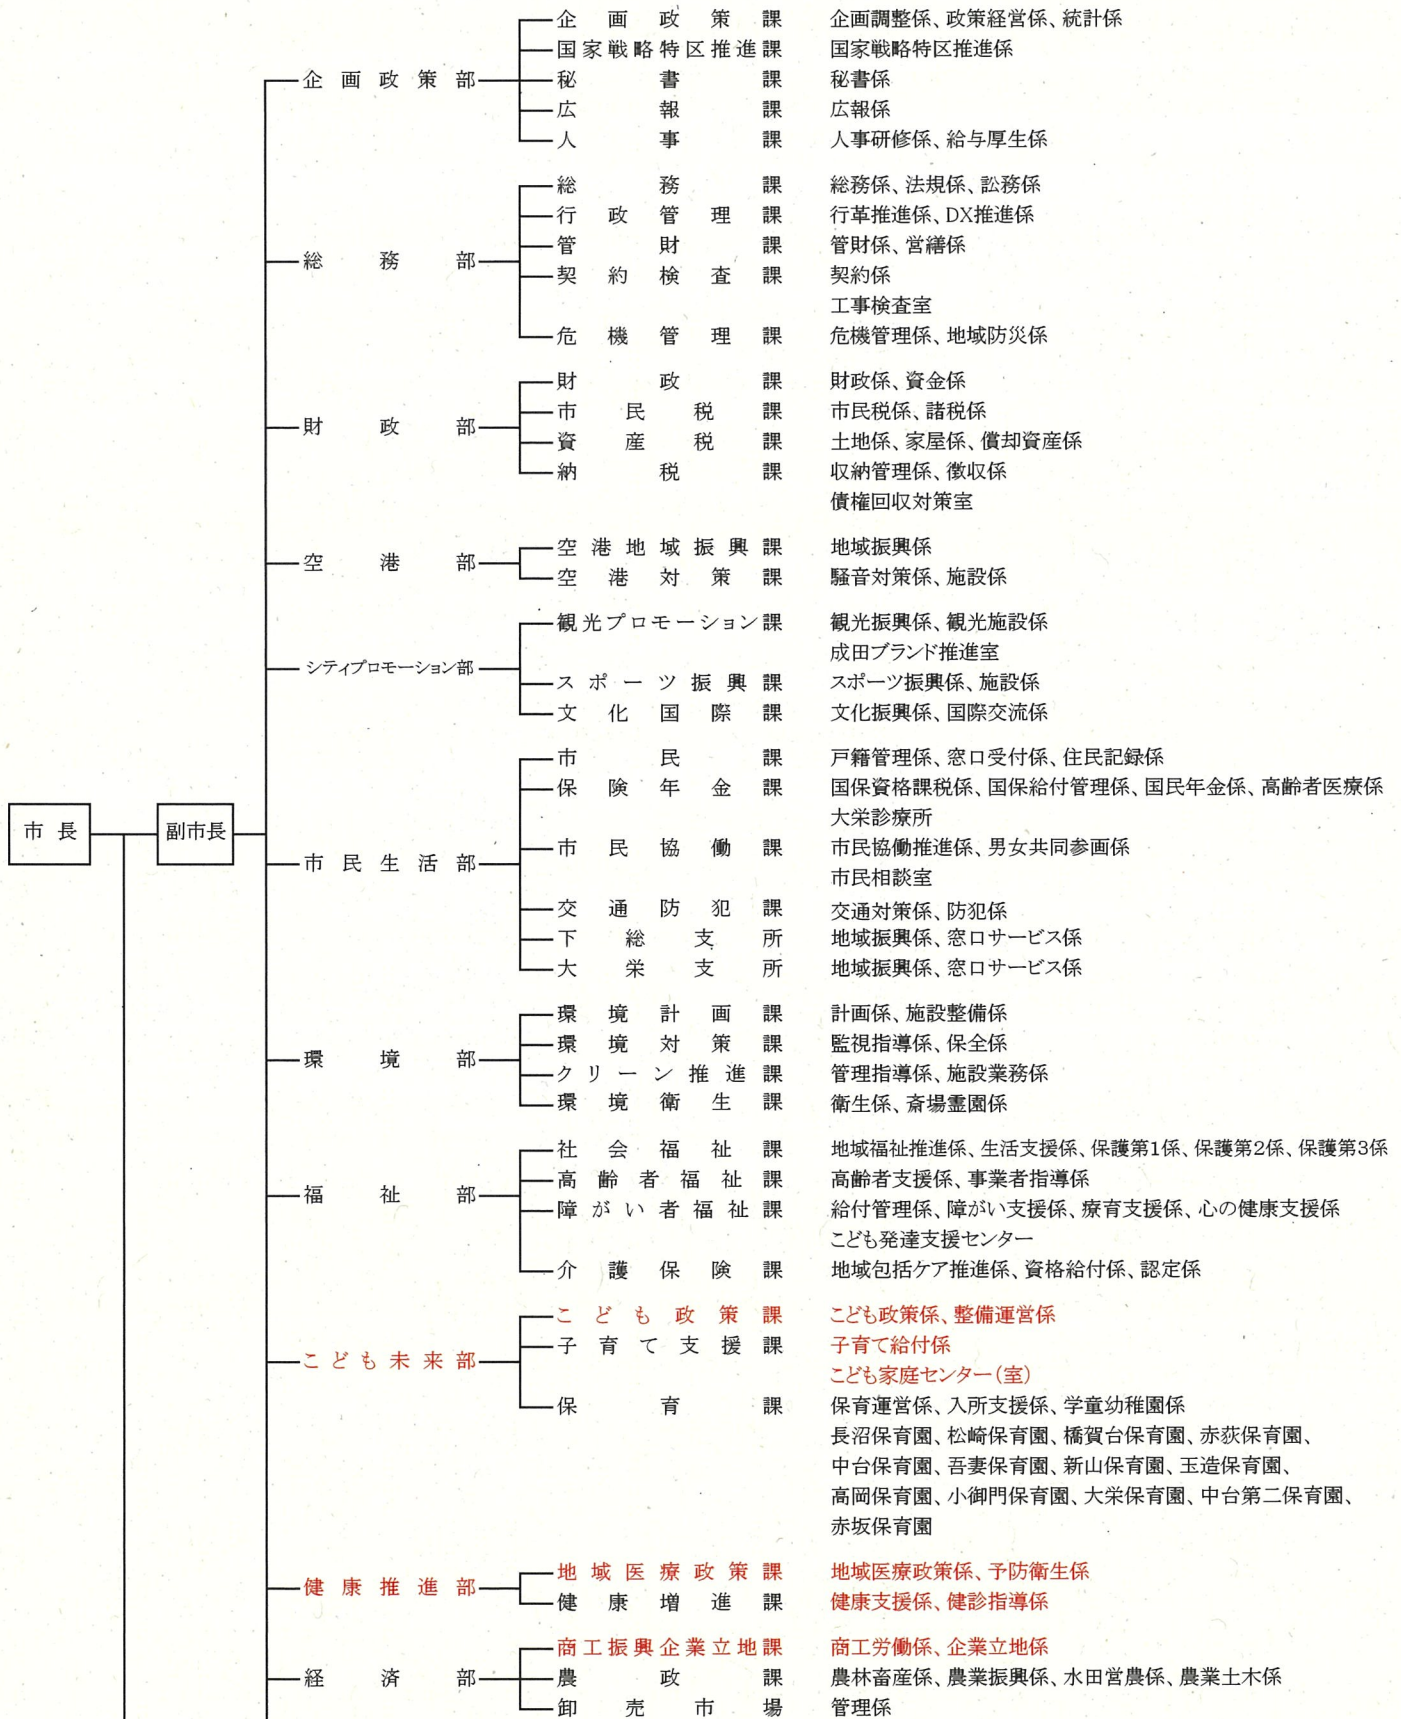 企画政策課 企画調整係、政策経営係、統計係
国家戦略特区推進課 国家戦略特区推進係
企画政策部 秘書課 秘書係
広報課 広報係
人事課 人事研修係、給与厚生係
総務課 総務係、法規係、訟務係
行政管理課 行革推進係、DX推進係
管財課 管財係、営繕係
総務部 契約検査課 契約係
工事検査室
危機管理課 危機管理係、地域防災係
財政課 財政係、資金係
市民税課 市民税係、諸税係
財政部 資産税課 土地係、家屋係、償却資産係
納税課 収納管理係、徴収係
債権回収対策室
空港地域振興課 地域振興係
空港部 空港対策課 騒音対策係、施設係
観光プロモーション課 観光振興係、観光施設係
成田ブランド推進室
シティプロモーション部 スポーツ振興課 スポーツ振興係、施設係
文化国際課 文化振興係、国際交流係
市民課 戸籍管理係、窓口受付係、住民記録係
保険年金課 国保資格課税係、国保給付管理係、国民年金係、高齢者医療係
大栄診療所
市長 副市長
市民生活部 市民協働課 市民協働推進係、男女共同参画係
市民相談室
交通防犯課 交通対策係、防犯係
下総支所 地域振興係、窓口サービス係
大栄支所 地域振興係、窓口サービス係
環境計画課 計画係、施設整備係
環境部 環境対策課 監視指導係、保全係
クリーン推進課 管理指導係、施設業務係
環境衛生課 衛生係、斎場霊園係
社会福祉課 地域福祉推進係、生活支援係、保護第1係、保護第2係、保護第3係
福祉部 高齢者福祉課 高齢者支援係、事業者指導係
障がい者福祉課 給付管理係、障がい支援係、療育支援係、心の健康支援係
こども発達支援センター
介護保険課 地域包括ケア推進係、資格給付係、認定係
こども政策課 こども政策係、整備運営係
こども未来部 子育て支援課 子育て給付係
こども家庭センター(室)
保育課 保育運営係、入所支援係、学童幼稚園係
長沼保育園、松崎保育園、橋賀台保育園、赤荻保育園、
中台保育園、吾妻保育園、新山保育園、玉造保育園、
高岡保育園、小御門保育園、大栄保育園、中台第二保育園、
赤坂保育園
健康推進部 地域医療政策課 地域医療政策係、予防衛生係
健康増進課 健康支援係、健診指導係
商工振興企業立地課 商工労働係、企業立地係
経済部 農政課 農林畜産係、農業振興係、水田営農係、農業土木係
卸売市場 管理係